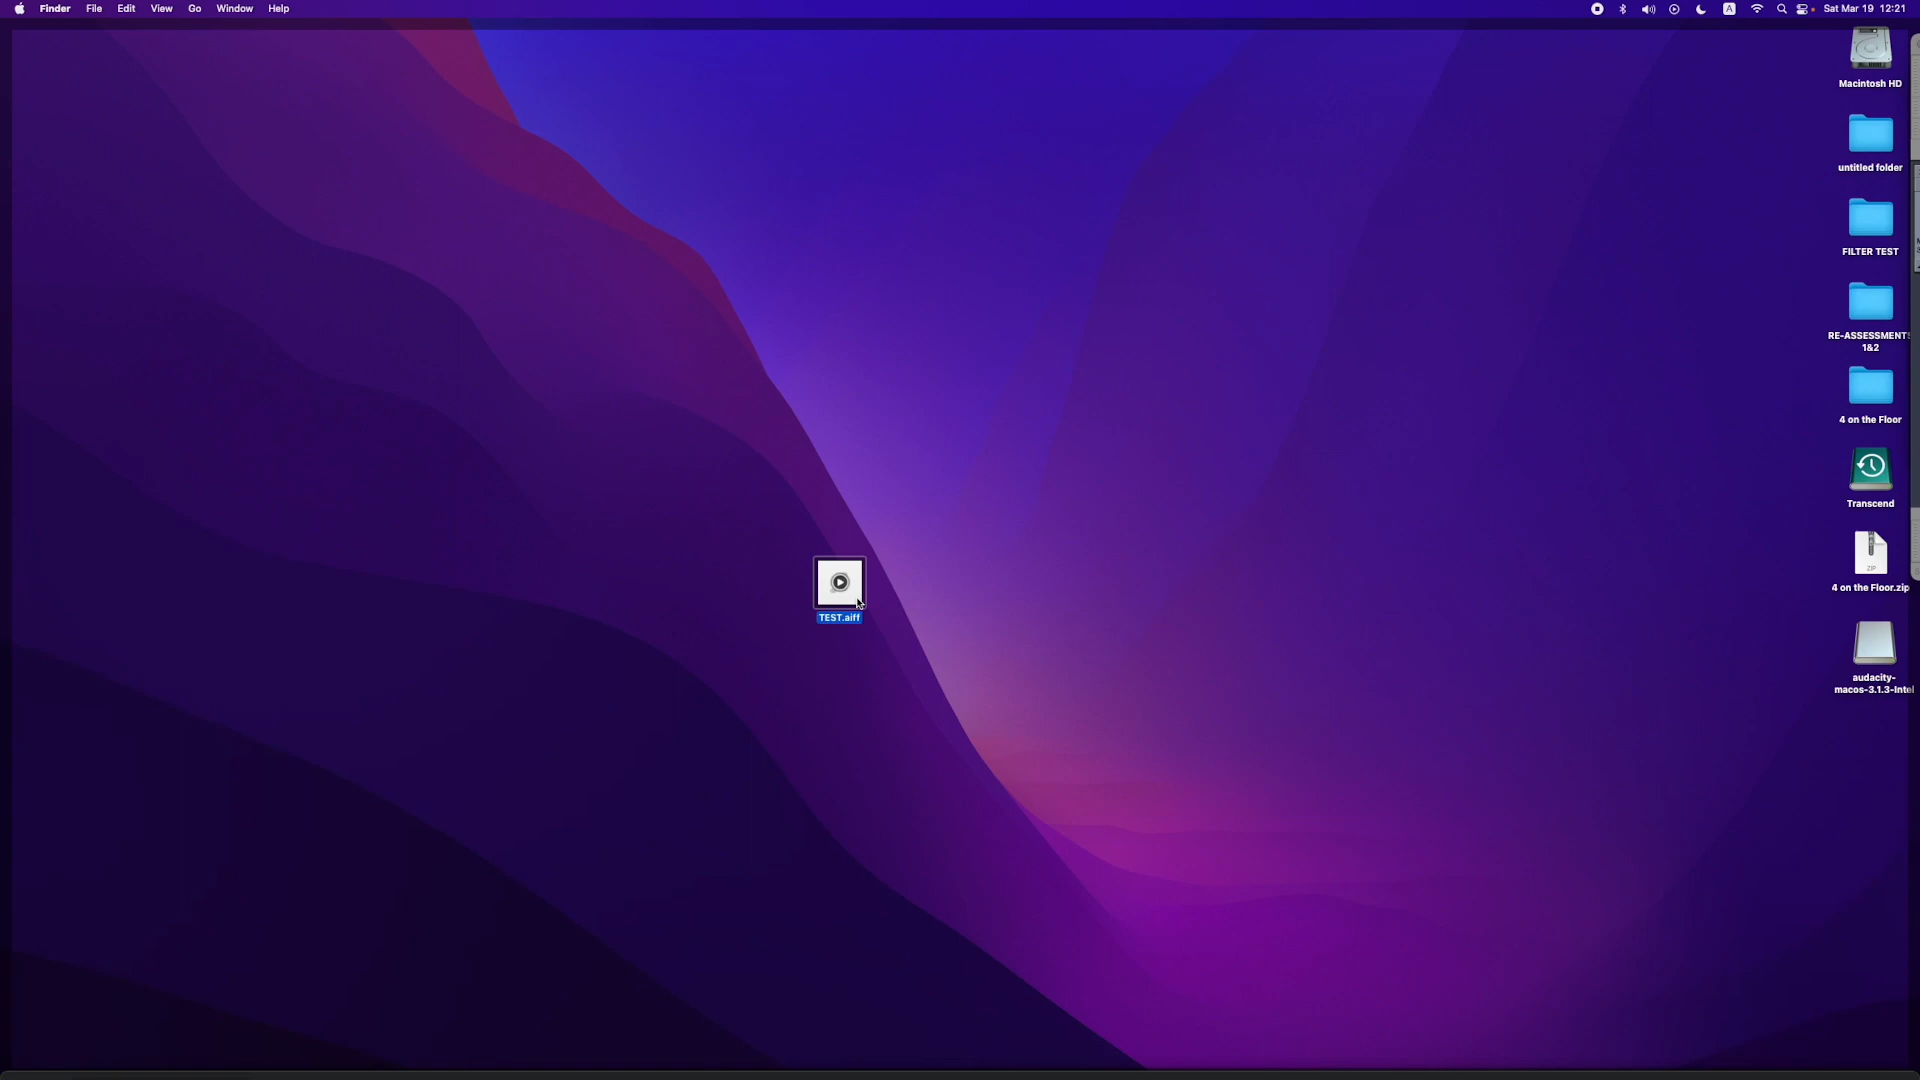 Finder File Edit View Go Window Help
A Sat Mar 19 12:21
Macintosh HD
untitled folder
FILTER TEST
RE-ASSESSMENT
1&2
4 on the Floor
Transcend
ZIP
4 on the Floor.zip
audacity-
macos-3.1.3-Intel
TEST.aiff